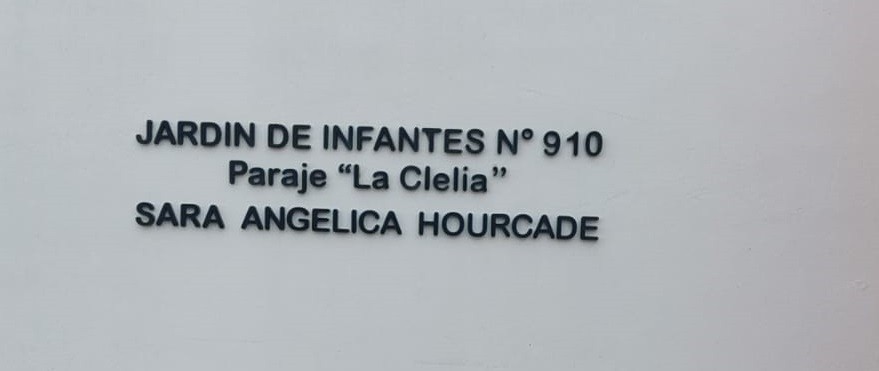 JARDIN DE INFANTES N° 910
Paraje “La Clelia”
SARA ANGELICA HOURCADE